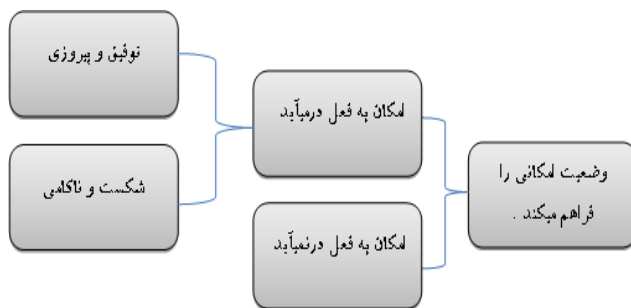 وضعیت امکانی را
فراهم میکند .
امکان به فعل درمیآید
امکان به فعل درنمیآید
توفیق و پیروزی
شکست و ناکامی